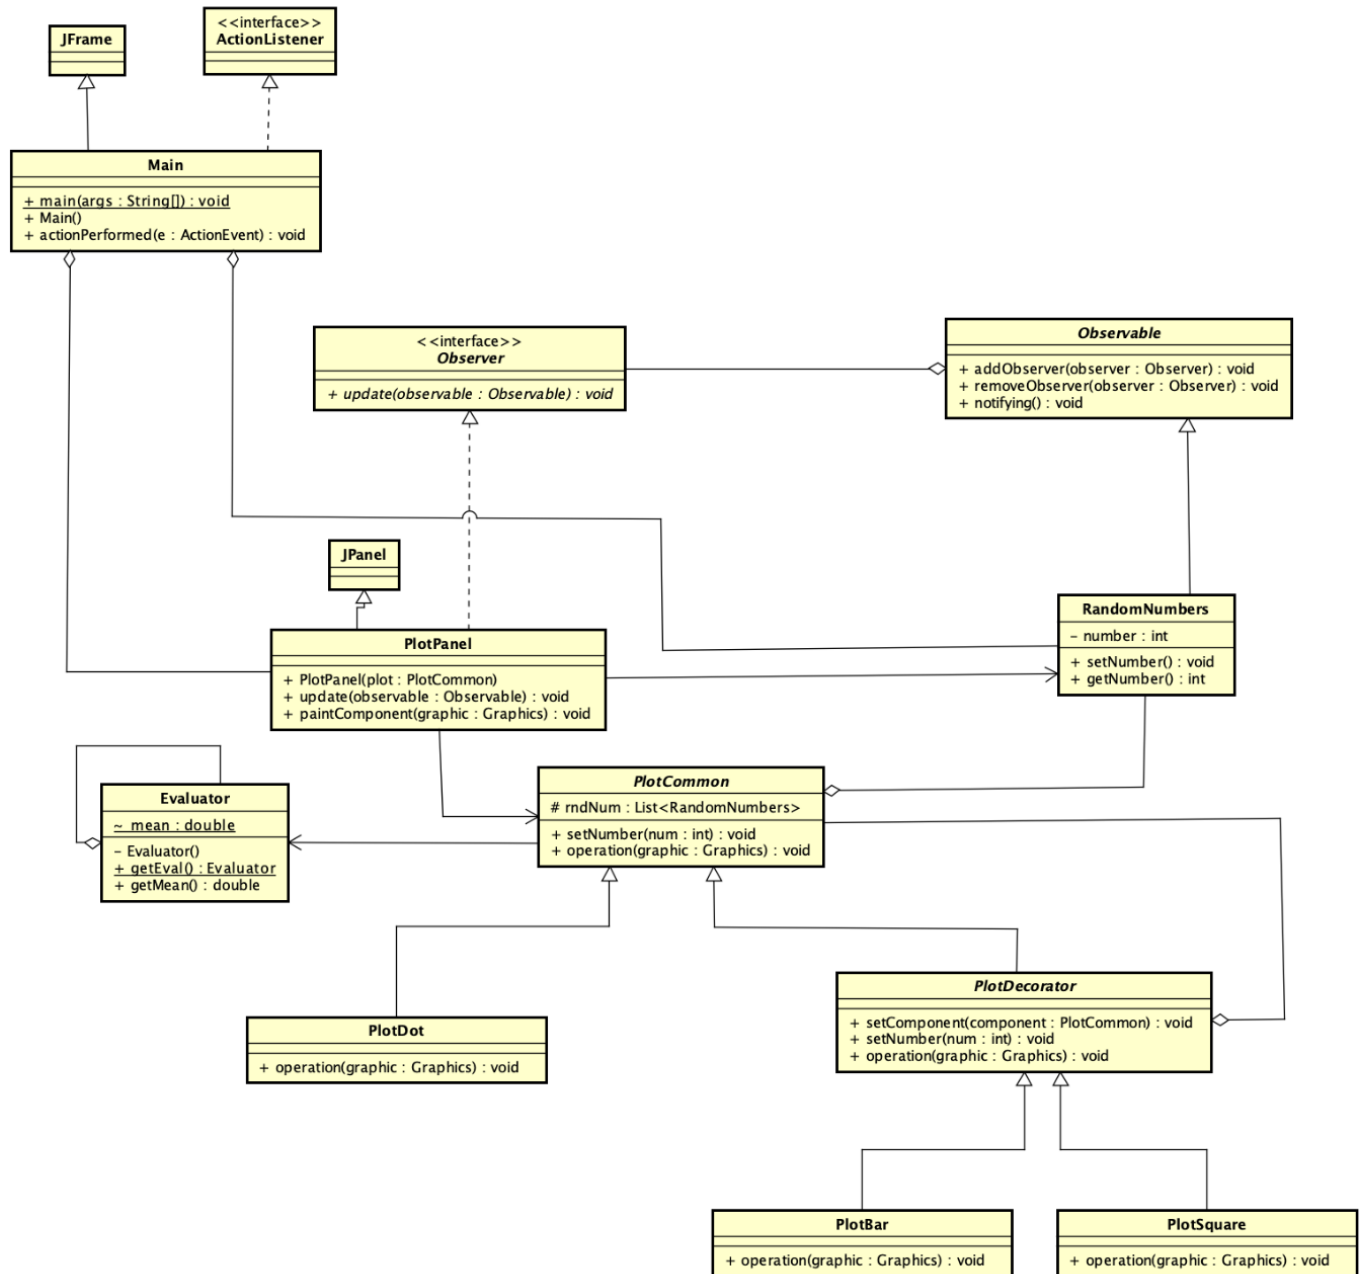 JFrame
<<interface>>
ActionListener
Main
+ main(args : String[]) : void
+ Main()
+ actionPerformed(e : ActionEvent) : void
<<interface>>
Observer
+ update(observable : Observable) : void
Observable
+ addObserver(observer : Observer) : void
+ removeObserver(observer : Observer) : void
+ notifying() : void
JPanel
RandomNumbers
- number : int
+ setNumber() : void
+ getNumber() : int
PlotPanel
+ PlotPanel(plot : PlotCommon)
+ update(observable : Observable) : void
+ paintComponent(graphic : Graphics) : void
Evaluator
~ mean : double
- Evaluator()
+ getEval() : Evaluator
+ getMean() : double
PlotCommon
# rndNum : List<RandomNumbers>
+ setNumber(num : int) : void
+ operation(graphic : Graphics) : void
PlotDot
+ operation(graphic : Graphics) : void
PlotDecorator
+ setComponent(component : PlotCommon) : void
+ setNumber(num : int) : void
+ operation(graphic : Graphics) : void
PlotBar
+ operation(graphic : Graphics) : void
PlotSquare
+ operation(graphic : Graphics) : void